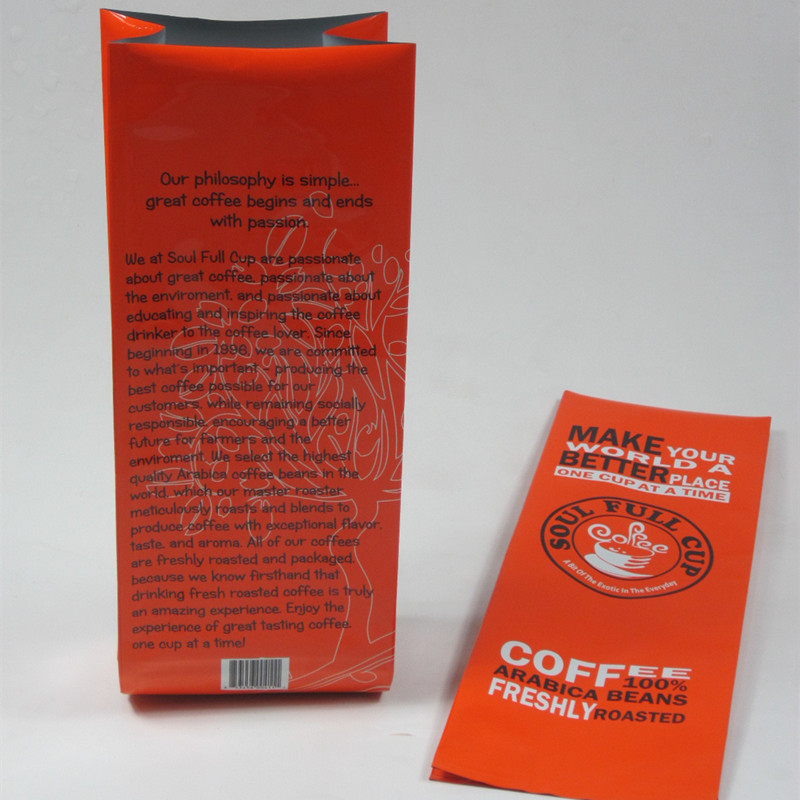 Our philosophy is simple...
great coffee begins and ends
with passion.
We at Soul Full Cup are passionate
about great coffee, passionate about
the enviroment, and passionate about
educating and inspiring the coffee
drinker to the coffee lover. Since
beginning in 1996, we are committed
to what's important - producing the
best coffee possible for our
customers, while remaining socially
responsible, encouraging a better
future for farmers and the
enviroment. We select the highest
quality Arabica coffee beans in the
world, which our master roaster
meticulously roasts and blends to
produce coffee with exceptional flavor,
taste, and aroma. All of our coffees
are freshly roasted and packaged,
because we know firsthand that
drinking fresh roasted coffee is truly
an amazing experience. Enjoy the
experience of great tasting coffee,
one cup at a time!
MAKE YOUR
WORLD A
BETTER PLACE
ONE CUP AT A TIME
SOUL FULL CUP
Coffee
A Bit Of The Exotic In The Everyday
COFFEE
100%
ARABICA BEANS
FRESHLY ROASTED